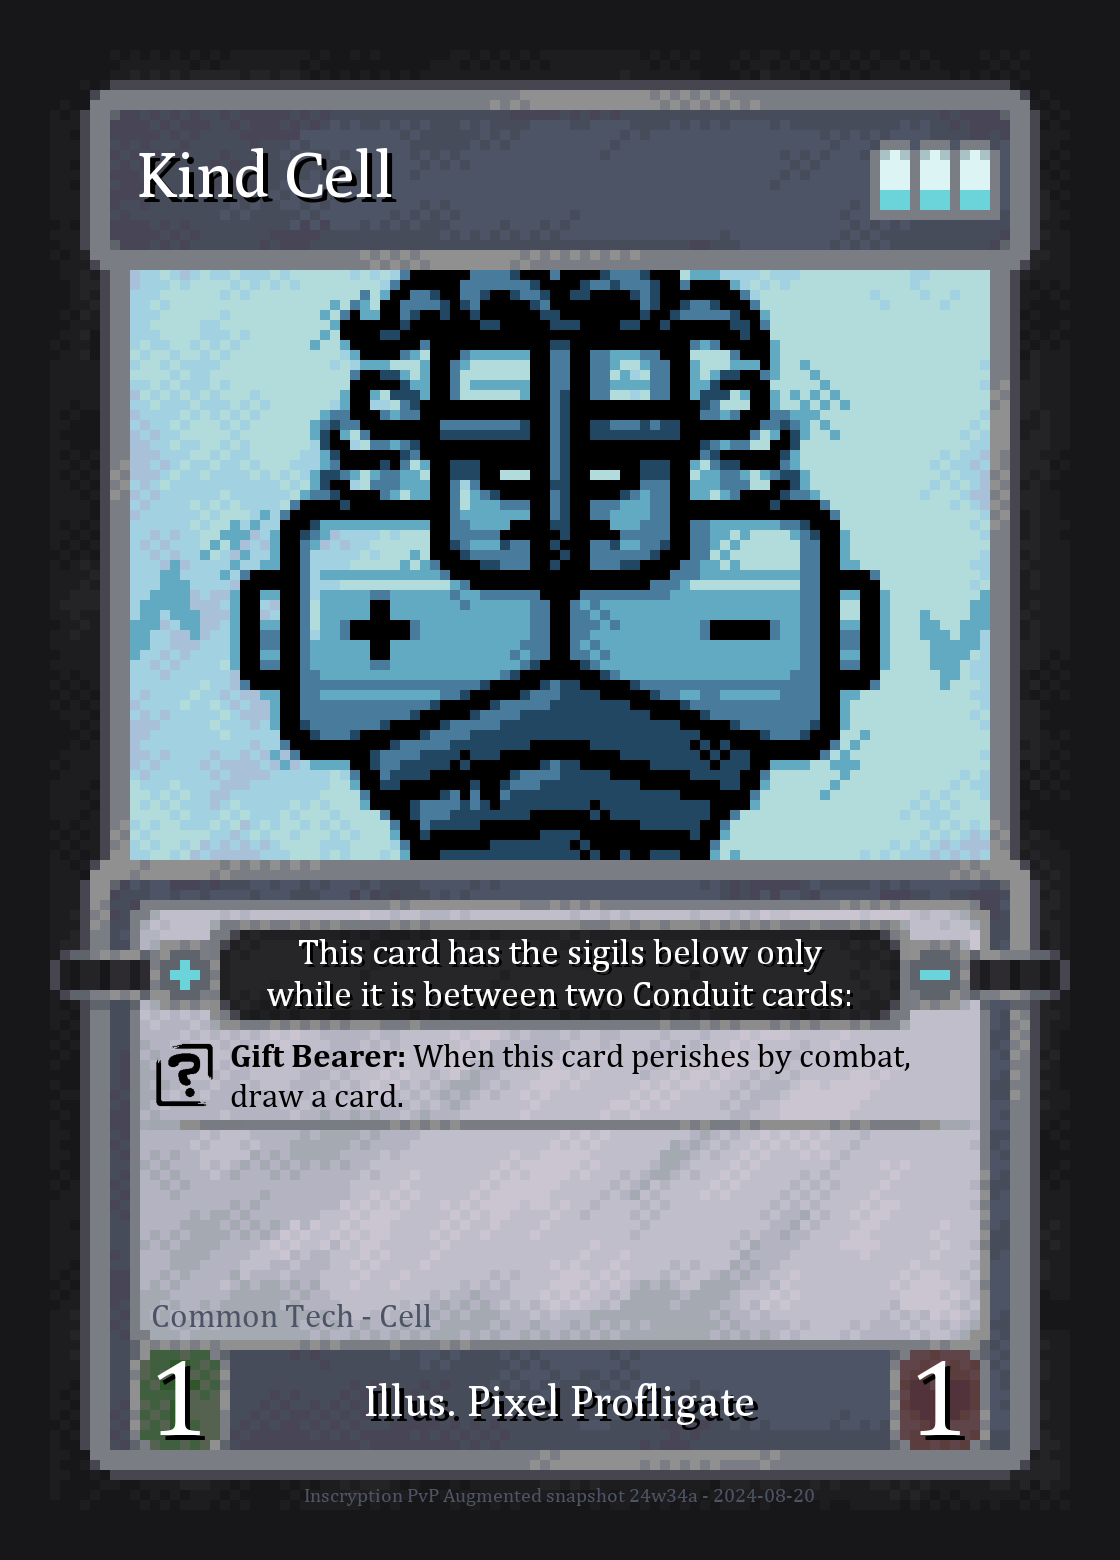 Kind Cell
This card has the sigils below only
while it is between two Conduit cards:
Gift Bearer: When this card perishes by combat,
draw a card.
Common Tech - Cell
1
Illus. Pixel Profligate
1
Inscryption PvP Augmented snapshot 24w34a - 2024-08-20